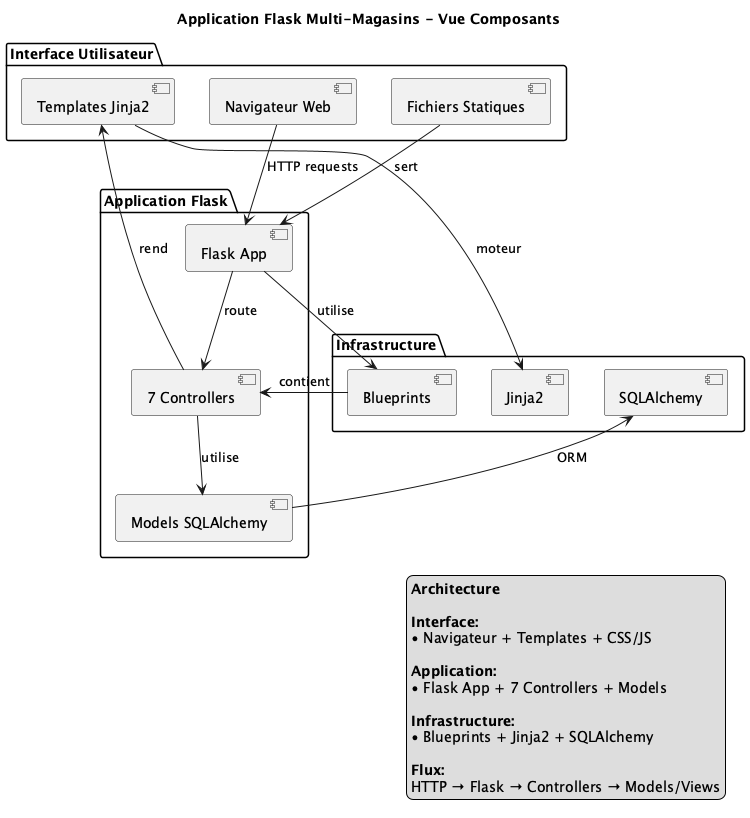 Application Flask Multi-Magasins - Vue Composants
Interface Utilisateur
Templates Jinja2
Navigateur Web
Fichiers Statiques
HTTP requests
sert
Application Flask
Flask App
rend
moteur
route
utilise
Infrastructure
contient
7 Controllers
Blueprints
Jinja2
SQLAlchemy
utilise
ORM
Models SQLAlchemy
Architecture
Interface:
• Navigateur + Templates + CSS/JS
Application:
• Flask App + 7 Controllers + Models
Infrastructure:
• Blueprints + Jinja2 + SQLAlchemy
Flux:
HTTP → Flask → Controllers → Models/Views